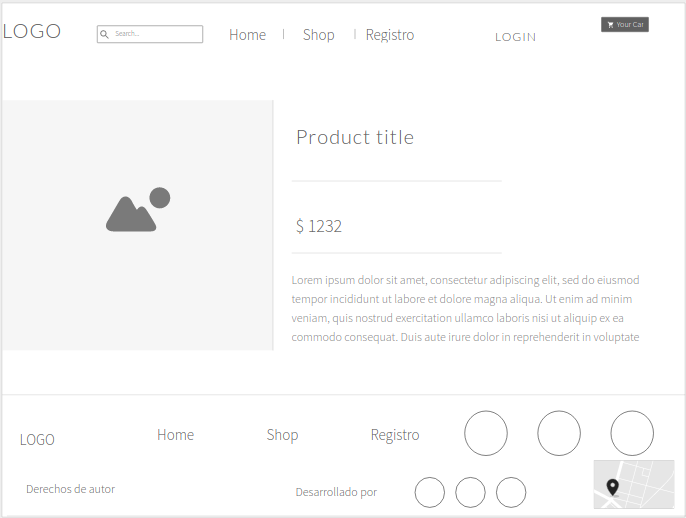 LOGO
Search...
Home | Shop | Registro
LOGIN
Your Car
Product title
$ 1232
Lorem ipsum dolor sit amet, consectetur adipiscing elit, sed do eiusmod
tempor incididunt ut labore et dolore magna aliqua. Ut enim ad minim
veniam, quis nostrud exercitation ullamco laboris nisi ut aliquip ex ea
commodo consequat. Duis aute irure dolor in reprehenderit in voluptate
LOGO
Home
Shop
Registro
Derechos de autor
Desarrollado por